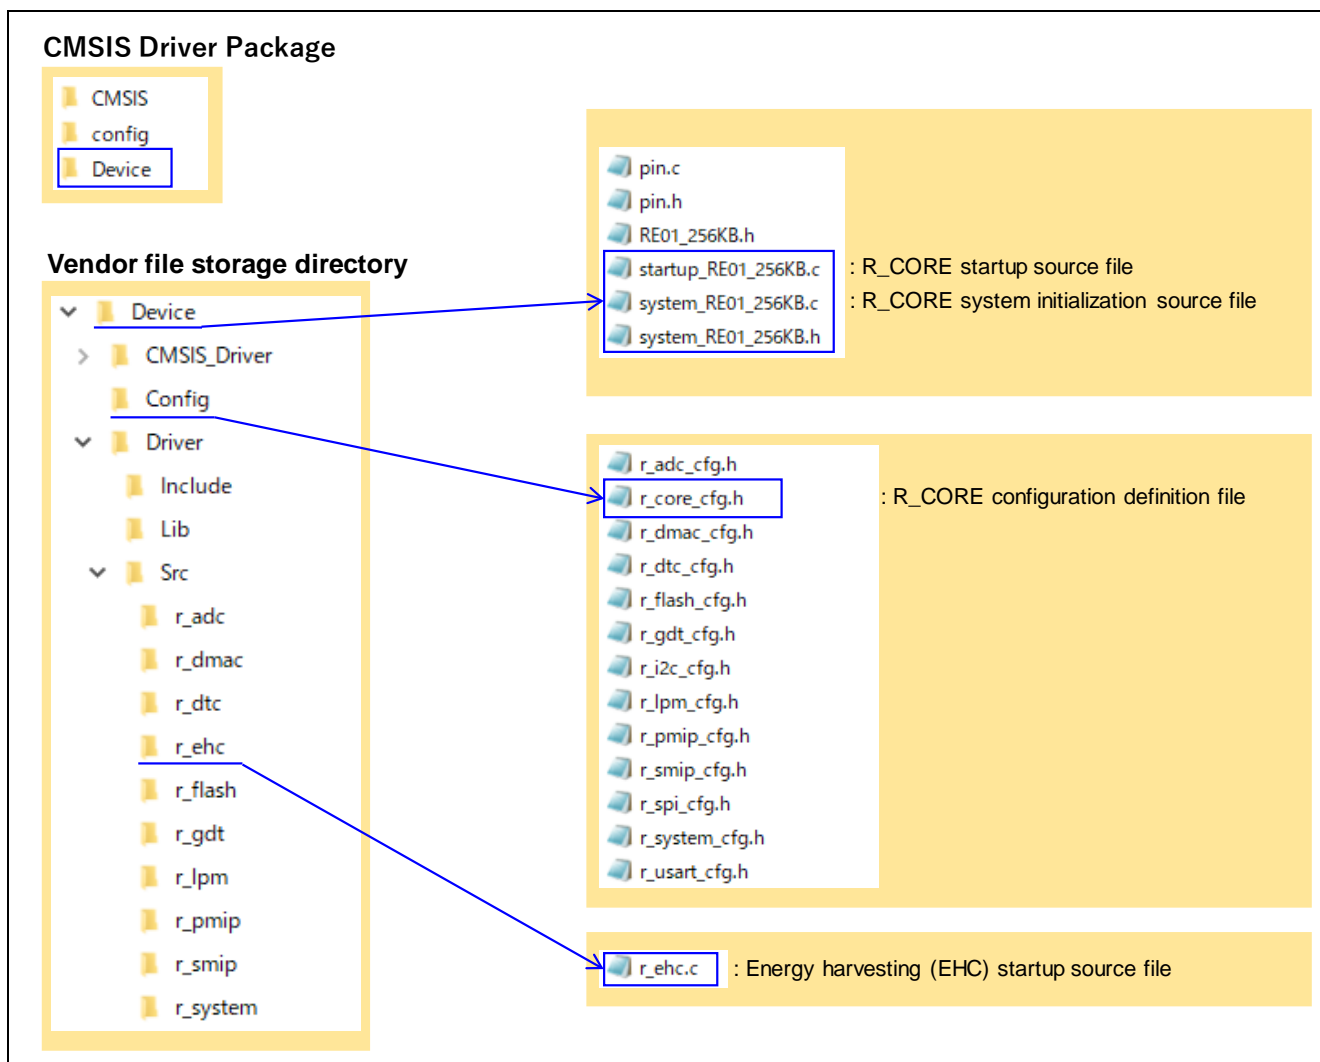 CMSIS Driver Package
CMSIS
config
Device
Vendor file storage directory
Device
CMSIS_Driver
Config
Driver
Include
Lib
Src
r_adc
r_dmac
r_dtc
r_ehc
r_flash
r_gdt
r_lpm
r_pmip
r_smip
r_system
pin.c
pin.h
RE01_256KB.h
startup_RE01_256KB.c : R_CORE startup source file
system_RE01_256KB.c : R_CORE system initialization source file
system_RE01_256KB.h
r_adc_cfg.h
r_core_cfg.h : R_CORE configuration definition file
r_dmac_cfg.h
r_dtc_cfg.h
r_flash_cfg.h
r_gdt_cfg.h
r_i2c_cfg.h
r_lpm_cfg.h
r_pmip_cfg.h
r_smip_cfg.h
r_spi_cfg.h
r_system_cfg.h
r_usart_cfg.h
r_ehc.c : Energy harvesting (EHC) startup source file